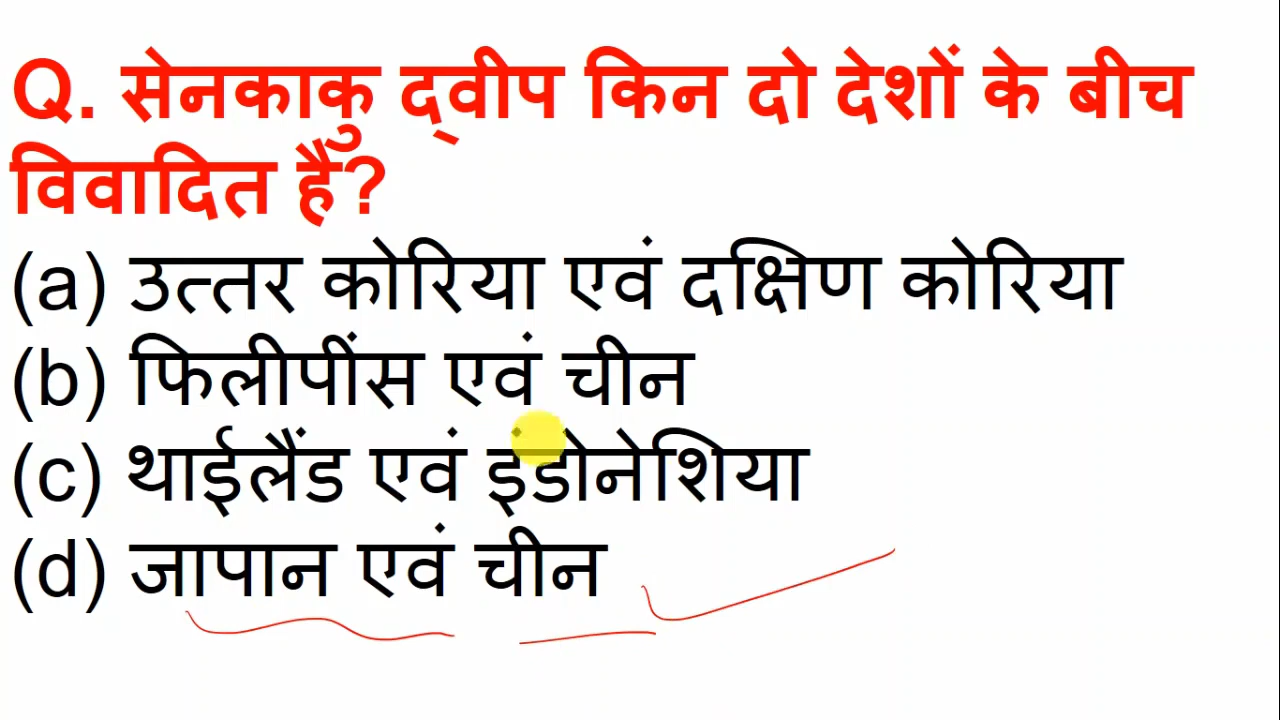 Q. सेनकाकु द्वीप किन दो देशों के बीच
विवादित हैं?
(a) उत्तर कोरिया एवं दक्षिण कोरिया
(b) फिलीपींस एवं चीन
(c) थाईलैंड एवं इंडोनेशिया
(d) जापान एवं चीन